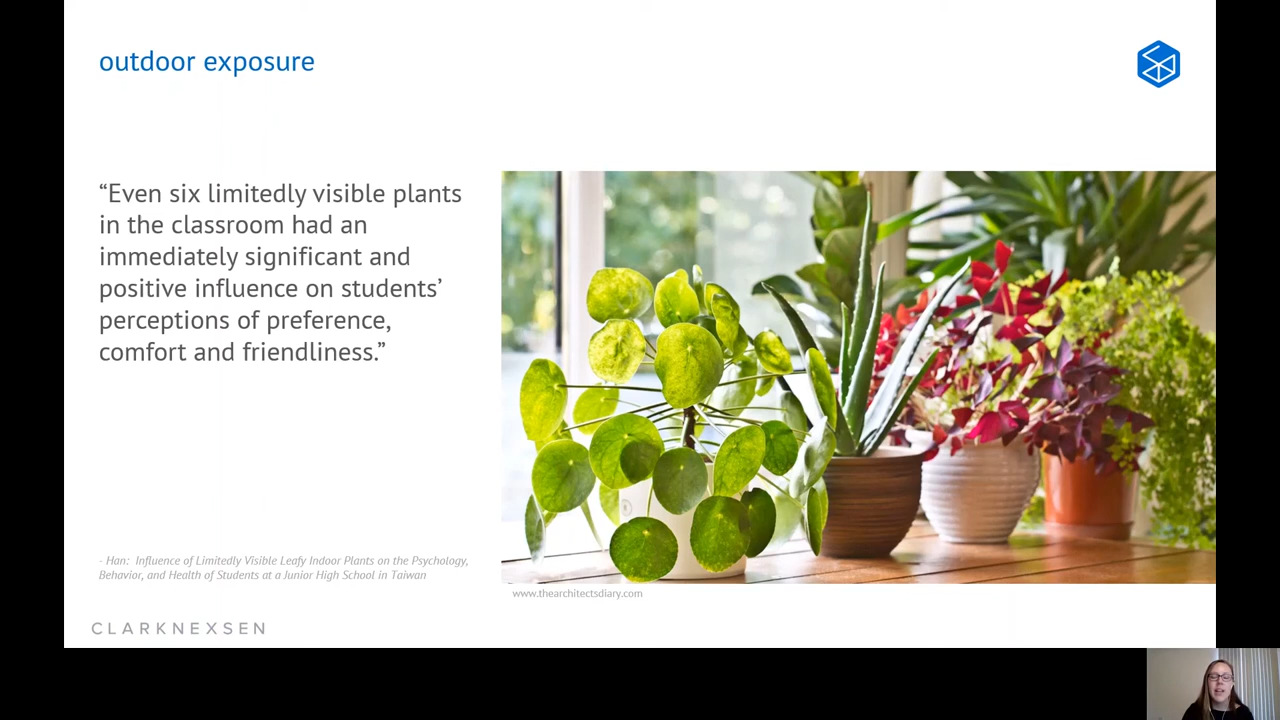 outdoor exposure
“Even six limitedly visible plants
in the classroom had an
immediately significant and
positive influence on students’
perceptions of preference,
comfort and friendliness.”
- Han: Influence of Limitedly Visible Leafy Indoor Plants on the Psychology,
Behavior, and Health of Students at a Junior High School in Taiwan
www.thearchitectsdiary.com
CLARKNEXSEN